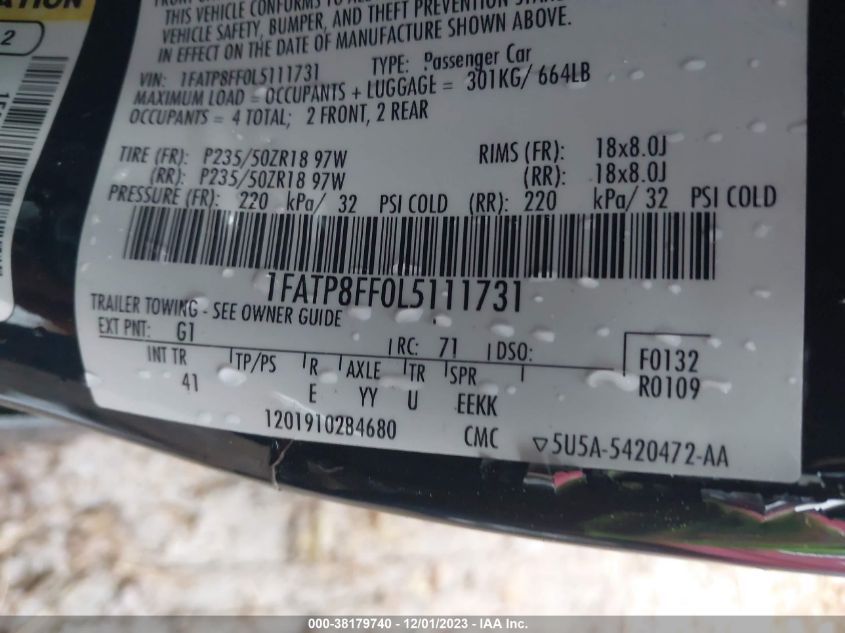 ATION
2
THIS VEHICLE CONFORMS TO
VEHICLE SAFETY, BUMPER, AND THEFT PREVENTION
IN EFFECT ON THE DATE OF MANUFACTURE SHOWN ABOVE.
VIN: 1FATP8FF0L5111731 TYPE: Passenger Car
MAXIMUM LOAD = OCCUPANTS + LUGGAGE = 301KG/ 664LB
OCCUPANTS = 4 TOTAL; 2 FRONT, 2 REAR
TIRE (FR): P235/50ZR18 97W RIMS (FR): 18x8.0J
(RR): P235/50ZR18 97W (RR): 18x8.0J
PRESSURE (FR): 220 kPa/ 32 PSI COLD (RR): 220 kPa/ 32 PSI COLD
1FATP8FF0L5111731
TRAILER TOWING - SEE OWNER GUIDE
EXT PNT: G1 RC: 71 DSO: F0132
INT TR TP/PS R AXLE TR SPR R0109
41 E YY U EEKK
1201910284680 CMC ▽5U5A-5420472-AA
000-38179740 - 12/01/2023 - IAA Inc.